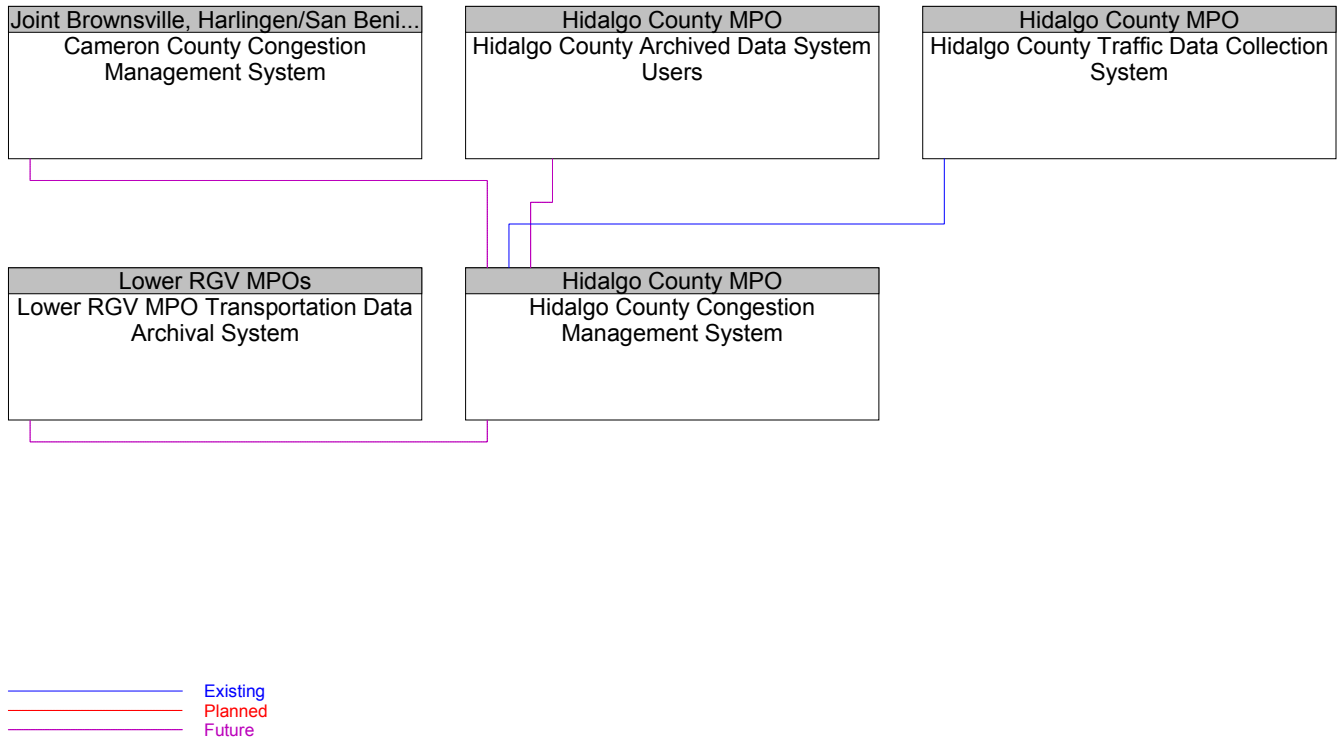 Joint Brownsville, Harlingen/San Beni...
Cameron County Congestion
Management System
Hidalgo County MPO
Hidalgo County Archived Data System
Users
Hidalgo County MPO
Hidalgo County Traffic Data Collection
System
Lower RGV MPOs
Lower RGV MPO Transportation Data
Archival System
Hidalgo County MPO
Hidalgo County Congestion
Management System
Existing
Planned
Future